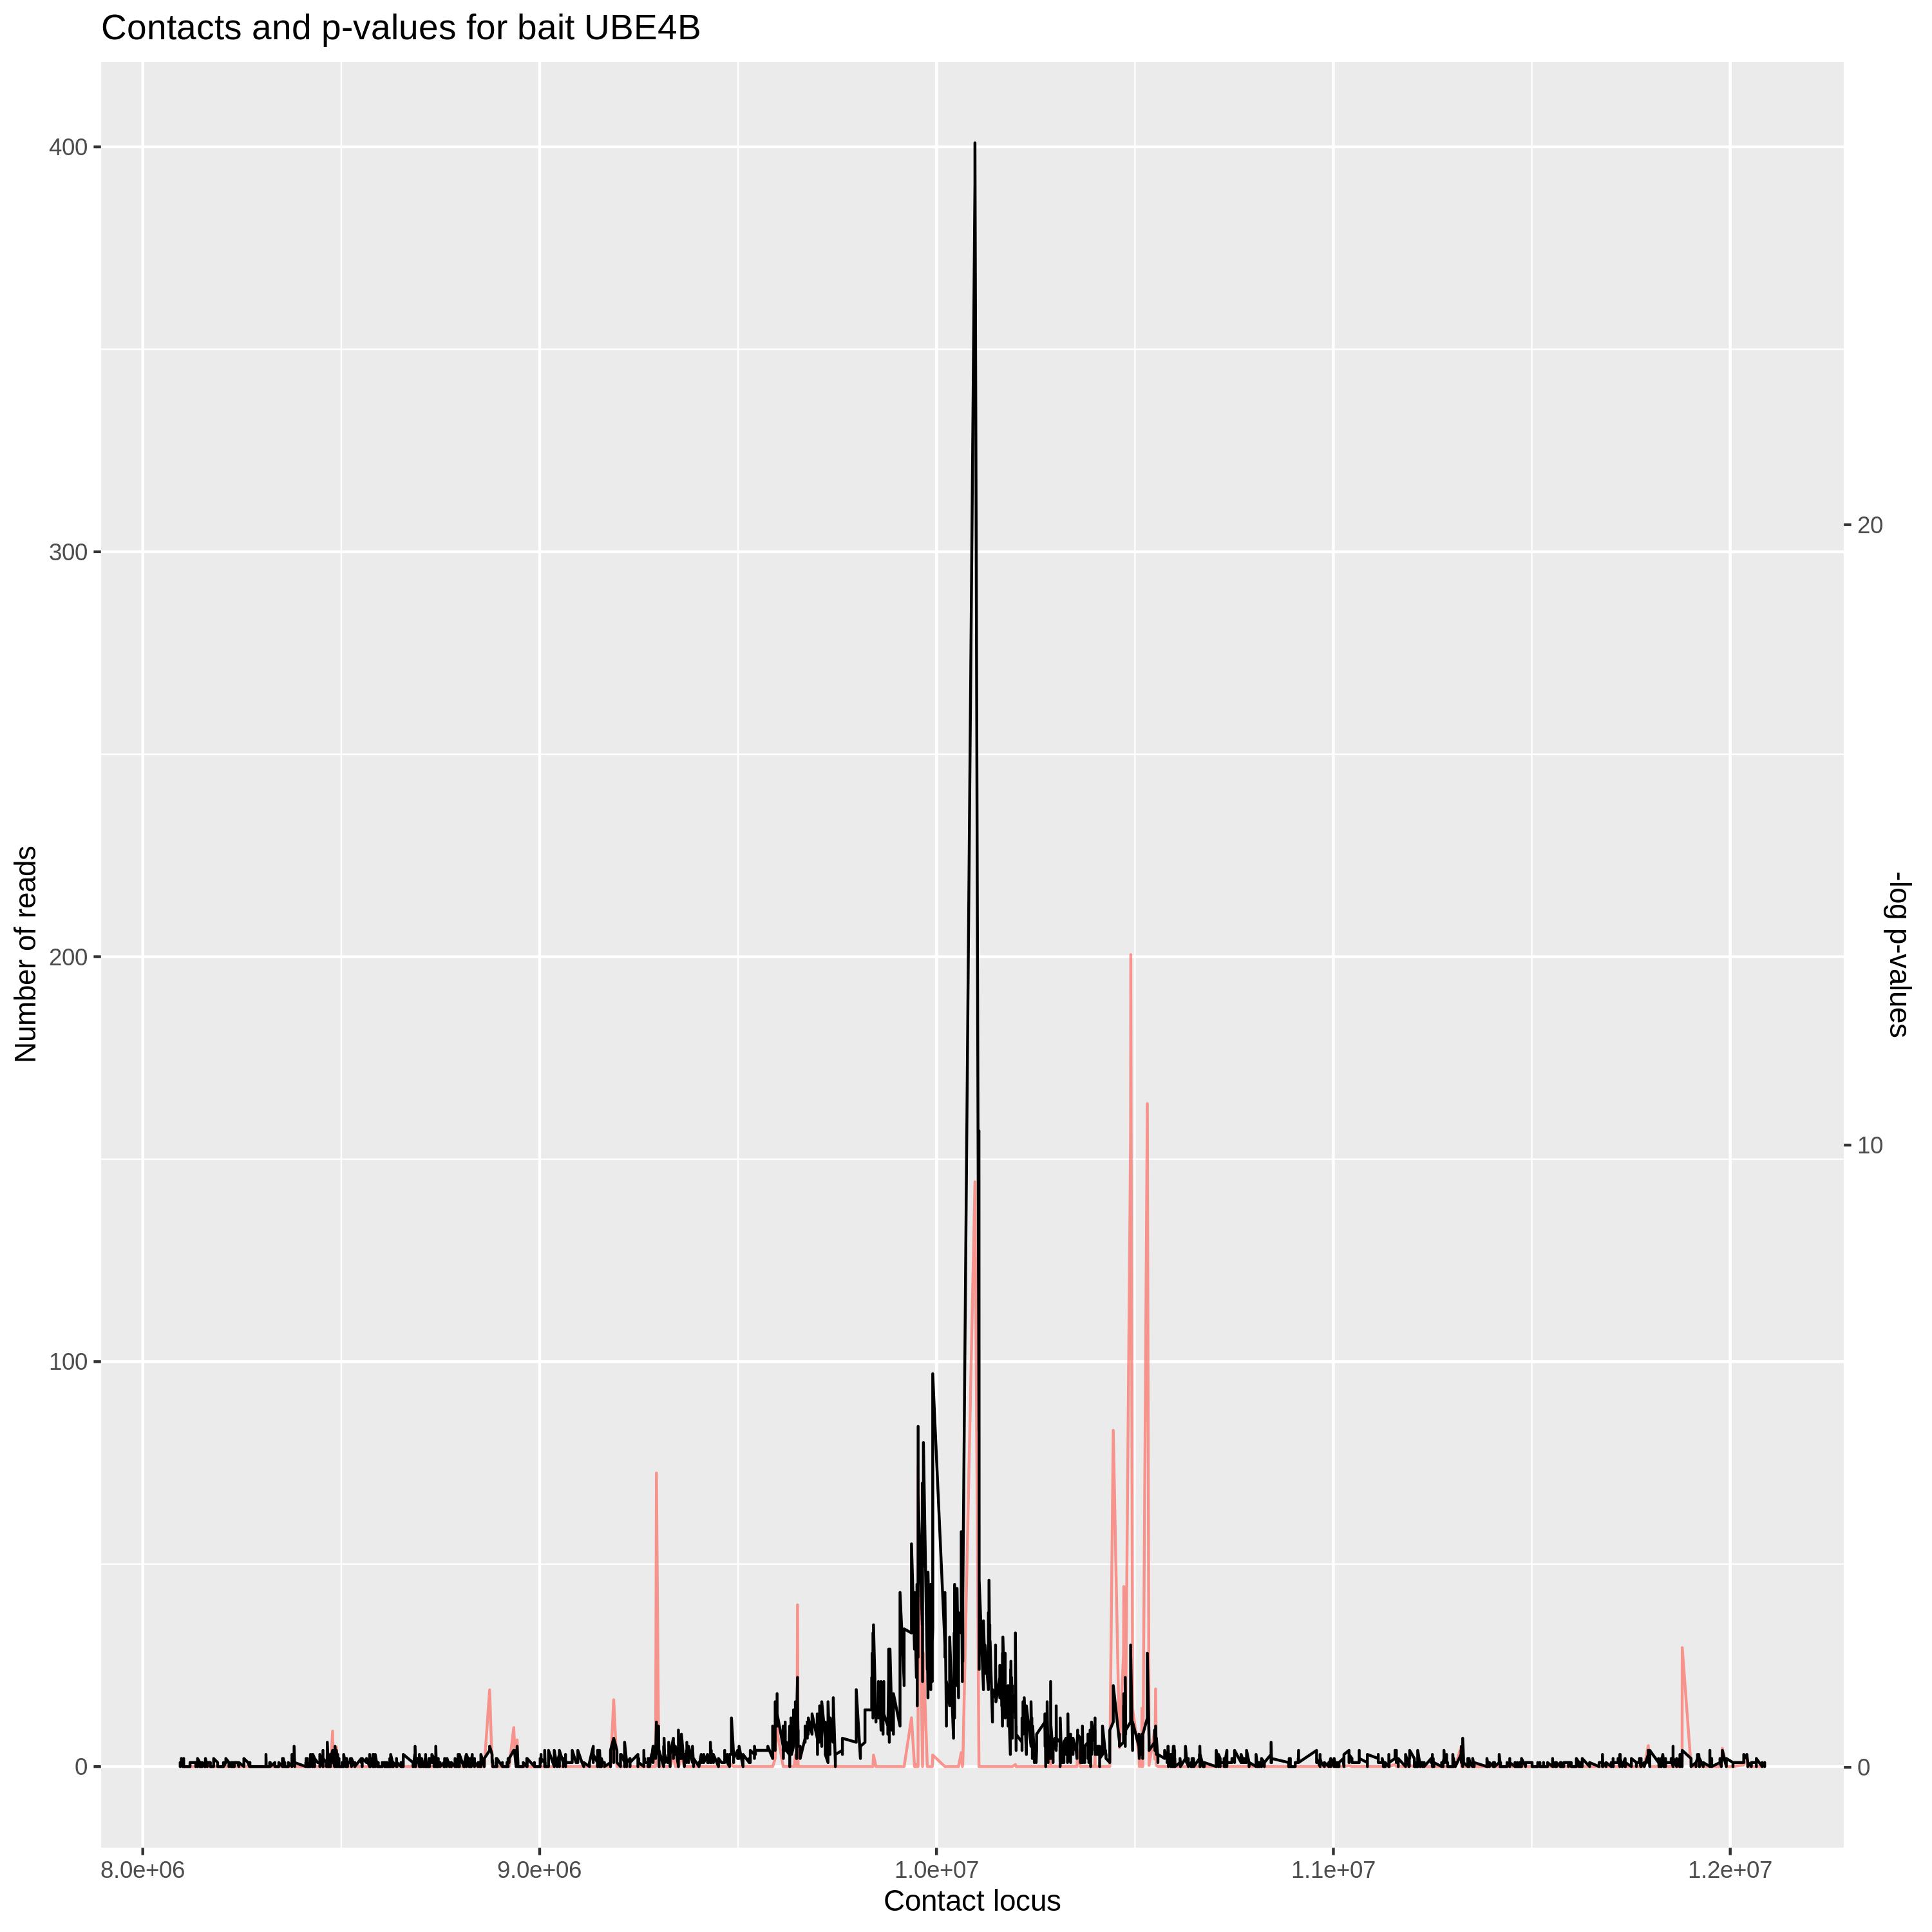 Contacts and p-values for bait UBE4B
400
300
200
100
0
Number of reads
20
10
0
-log p-values
8.0e+06
9.0e+06
1.0e+07
1.1e+07
1.2e+07
Contact locus